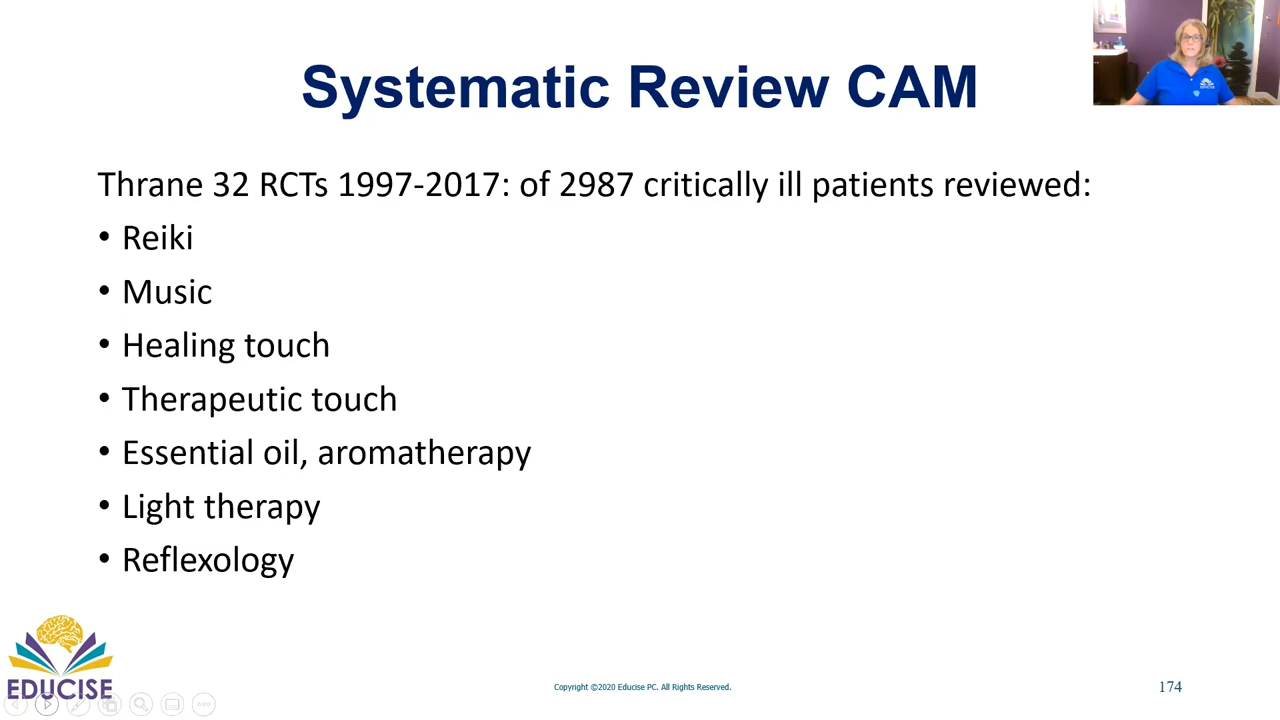 Systematic Review CAM
Thrane 32 RCTs 1997-2017: of 2987 critically ill patients reviewed:
• Reiki
• Music
• Healing touch
• Therapeutic touch
• Essential oil, aromatherapy
• Light therapy
• Reflexology
EDUCISE
Copyright ©2020 Educise PC. All Rights Reserved.
174